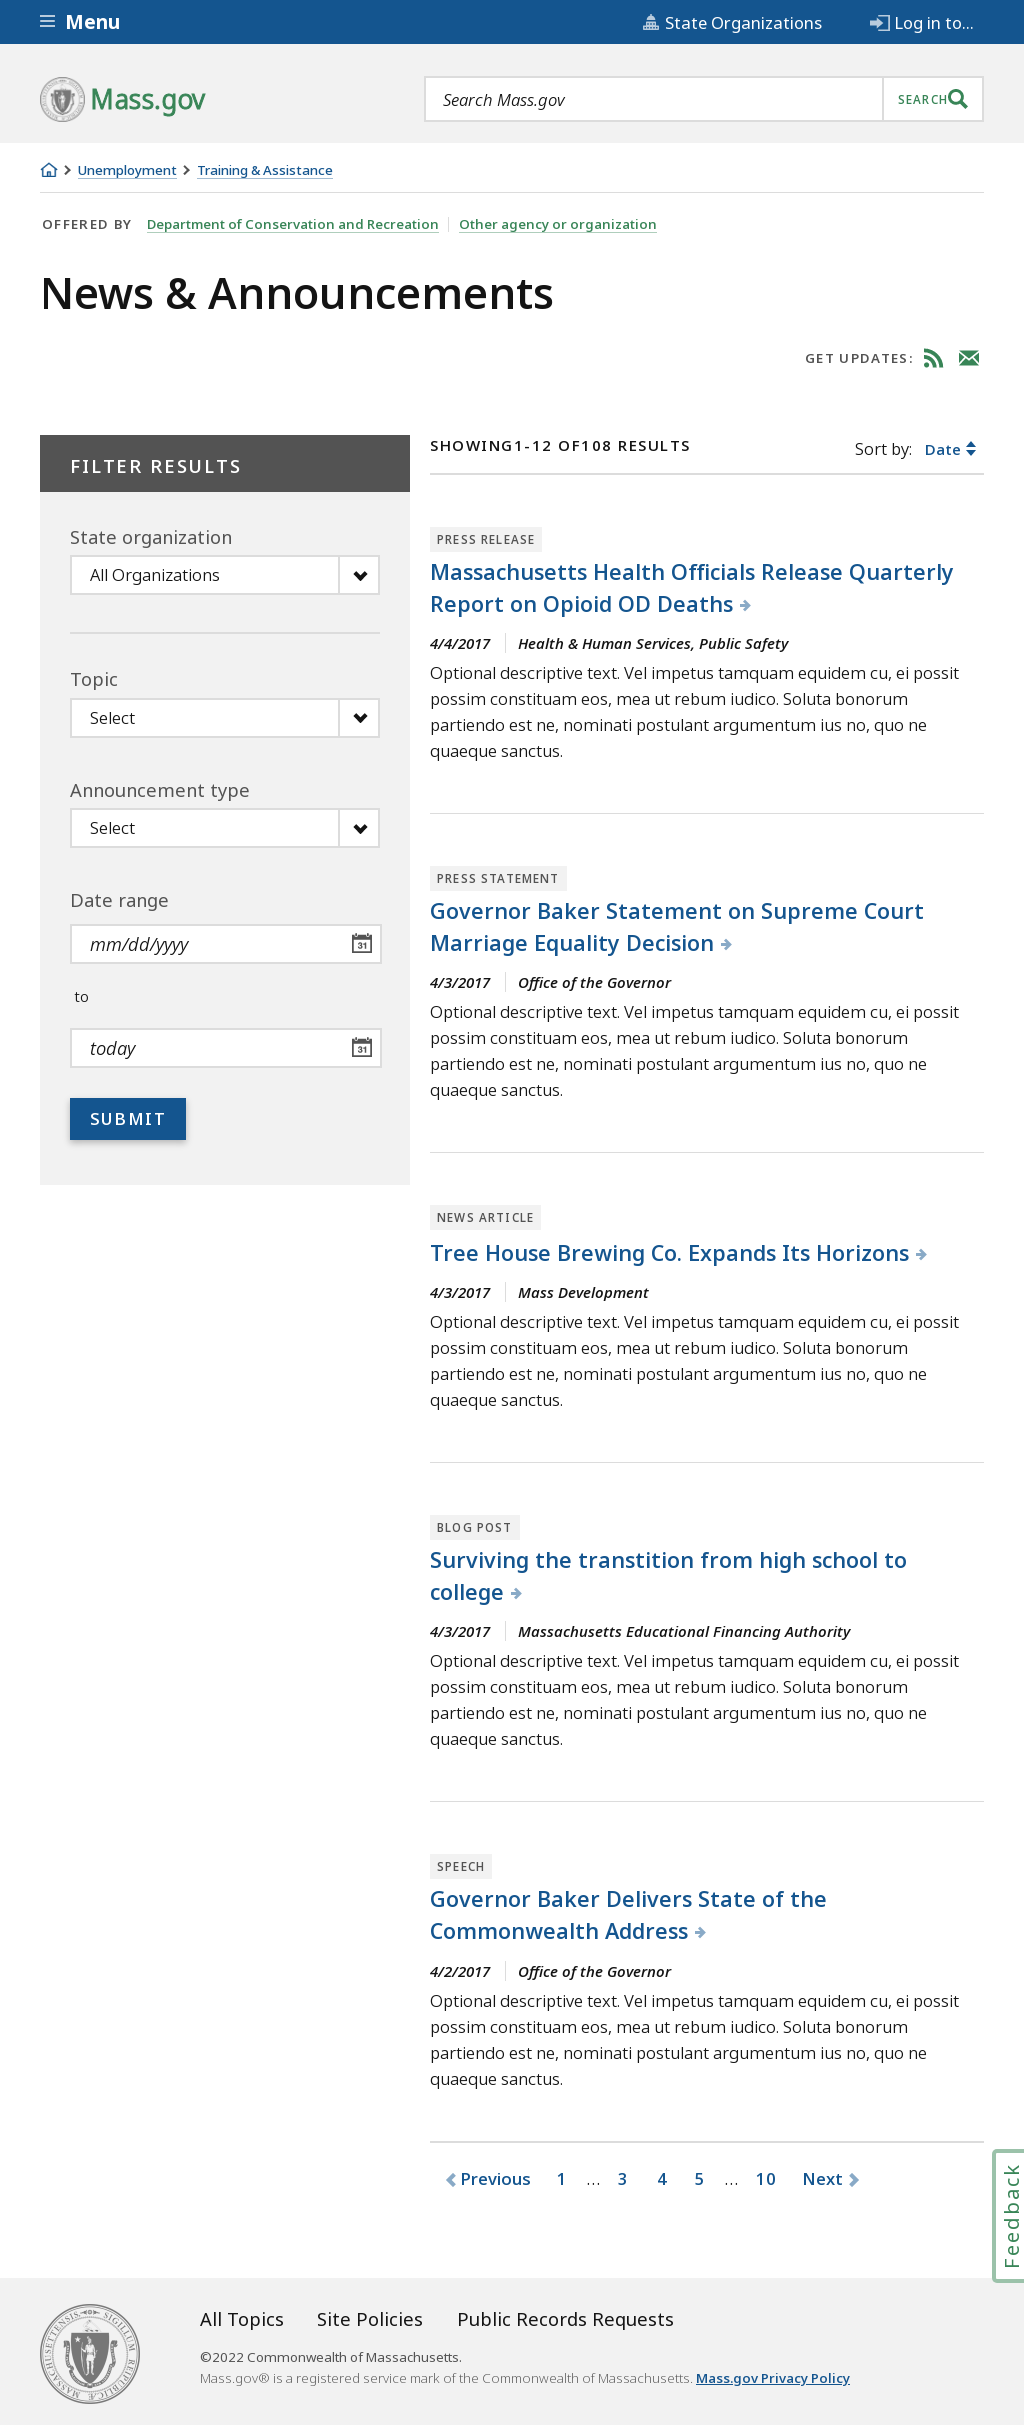 Menu
State Organizations
Log in to...
Mass.gov
Search Mass.gov
SEARCH
Unemployment
Training & Assistance
OFFERED BY Department of Conservation and Recreation Other agency or organization
News & Announcements
GET UPDATES:
FILTER RESULTS
State organization
All Organizations
Topic
Select
Announcement type
Select
Date range
mm/dd/yyyy
31
to
today
31
SUBMIT
SHOWING1-12 OF108 RESULTS
Sort by: Date
PRESS RELEASE
Massachusetts Health Officials Release Quarterly
Report on Opioid OD Deaths
4/4/2017 Health & Human Services, Public Safety
Optional descriptive text. Vel impetus tamquam equidem cu, ei possit
possim constituam eos, mea ut rebum iudico. Soluta bonorum
partiendo est ne, nominati postulant argumentum ius no, quo ne
quaeque sanctus.
PRESS STATEMENT
Governor Baker Statement on Supreme Court
Marriage Equality Decision
4/3/2017 Office of the Governor
Optional descriptive text. Vel impetus tamquam equidem cu, ei possit
possim constituam eos, mea ut rebum iudico. Soluta bonorum
partiendo est ne, nominati postulant argumentum ius no, quo ne
quaeque sanctus.
NEWS ARTICLE
Tree House Brewing Co. Expands Its Horizons
4/3/2017 Mass Development
Optional descriptive text. Vel impetus tamquam equidem cu, ei possit
possim constituam eos, mea ut rebum iudico. Soluta bonorum
partiendo est ne, nominati postulant argumentum ius no, quo ne
quaeque sanctus.
BLOG POST
Surviving the transtition from high school to
college
4/3/2017 Massachusetts Educational Financing Authority
Optional descriptive text. Vel impetus tamquam equidem cu, ei possit
possim constituam eos, mea ut rebum iudico. Soluta bonorum
partiendo est ne, nominati postulant argumentum ius no, quo ne
quaeque sanctus.
SPEECH
Governor Baker Delivers State of the
Commonwealth Address
4/2/2017 Office of the Governor
Optional descriptive text. Vel impetus tamquam equidem cu, ei possit
possim constituam eos, mea ut rebum iudico. Soluta bonorum
partiendo est ne, nominati postulant argumentum ius no, quo ne
quaeque sanctus.
Previous 1 ... 3 4 5 ... 10 Next
Feedback
All Topics Site Policies Public Records Requests
©2022 Commonwealth of Massachusetts.
Mass.gov® is a registered service mark of the Commonwealth of Massachusetts. Mass.gov Privacy Policy